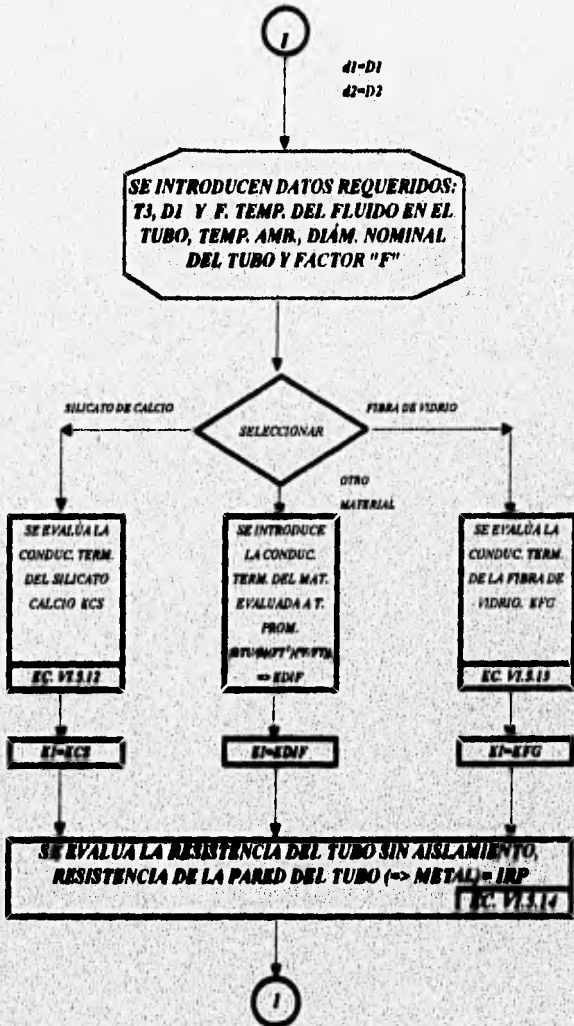 1
d1=D1
d2=D2
SE INTRODUCEN DATOS REQUERIDOS:
T3, D1 Y F. TEMP. DEL FLUIDO EN EL
TUBO, TEMP. AMB., DIÁM. NOMINAL
DEL TUBO Y FACTOR "F"
SILICATO DE CALCIO
FIBRA DE VIDRIO
SELECCIONAR
OTRO
MATERIAL
SE EVALÚA LA
CONDUC. TERM.
DEL SILICATO
CALCIO KCS
EC. VI.5.12
SE INTRODUCE
LA CONDUC.
TERM. DEL MAT.
EVALUADA A T.
PROM.
=> KDIF
SE EVALÚA LA
CONDUC. TERM.
DE LA FIBRA DE
VIDRIO. KFG
EC. VI.5.13
KI=KCS
KI=KDIF
KI=KFG
SE EVALUA LA RESISTENCIA DEL TUBO SIN AISLAMIENTO,
RESISTENCIA DE LA PARED DEL TUBO (=> METAL)= IRP
EC. VI.5.14
1